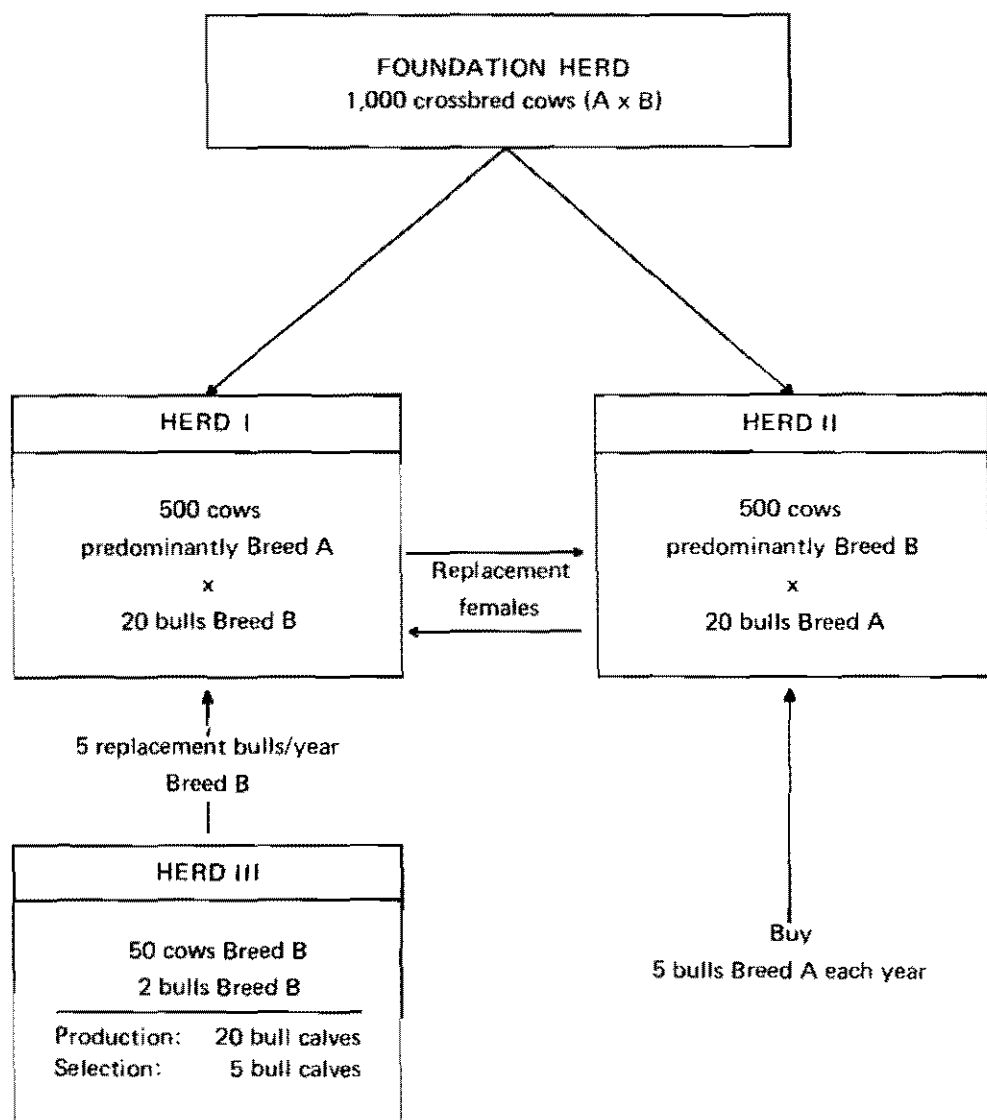 FOUNDATION HERD
1,000 crossbred cows (A x B)
HERD I
500 cows
predominantly Breed A
x
20 bulls Breed B
Replacement
females
HERD II
500 cows
predominantly Breed B
x
20 bulls Breed A
5 replacement bulls/year
Breed B
HERD III
50 cows Breed B
2 bulls Breed B
Production: 20 bull calves
Selection: 5 bull calves
Buy
5 bulls Breed A each year